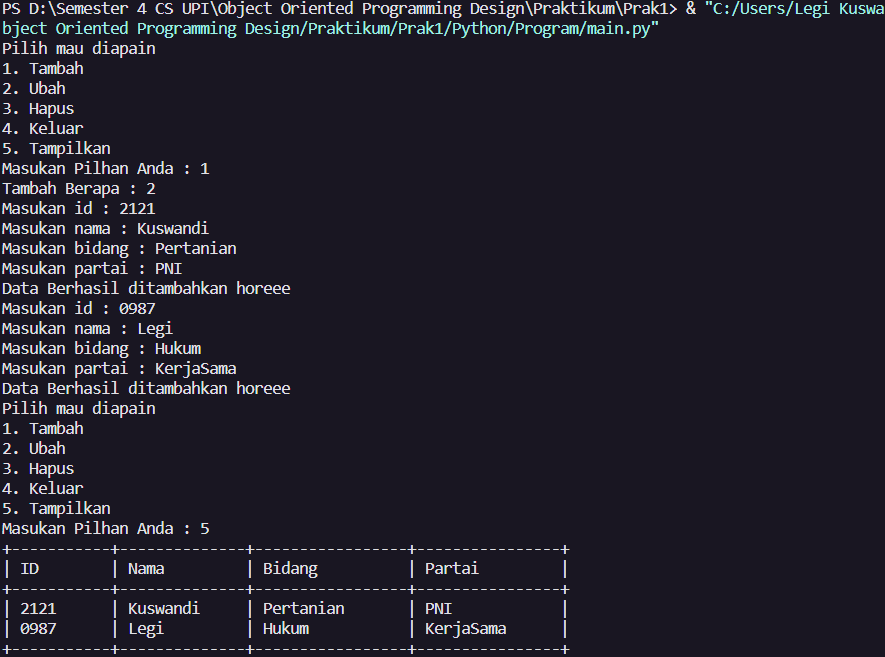 PS D:\Semester 4 CS UPI\Object Oriented Programming Design\Praktikum\Prak1> & "C:/Users/Legi Kuswa
bject Oriented Programming Design/Praktikum/Prak1/Python/Program/main.py"
Pilih mau diapain
1. Tambah
2. Ubah
3. Hapus
4. Keluar
5. Tampilkan
Masukan Pilhan Anda : 1
Tambah Berapa : 2
Masukan id : 2121
Masukan nama : Kuswandi
Masukan bidang : Pertanian
Masukan partai : PNI
Data Berhasil ditambahkan horeee
Masukan id : 0987
Masukan nama : Legi
Masukan bidang : Hukum
Masukan partai : KerjaSama
Data Berhasil ditambahkan horeee
Pilih mau diapain
1. Tambah
2. Ubah
3. Hapus
4. Keluar
5. Tampilkan
Masukan Pilhan Anda : 5
+-----------+--------------+-----------------+----------------+
| ID        | Nama         | Bidang          | Partai         |
+-----------+--------------+-----------------+----------------+
| 2121      | Kuswandi     | Pertanian       | PNI            |
| 0987      | Legi         | Hukum           | KerjaSama      |
+-----------+--------------+-----------------+----------------+